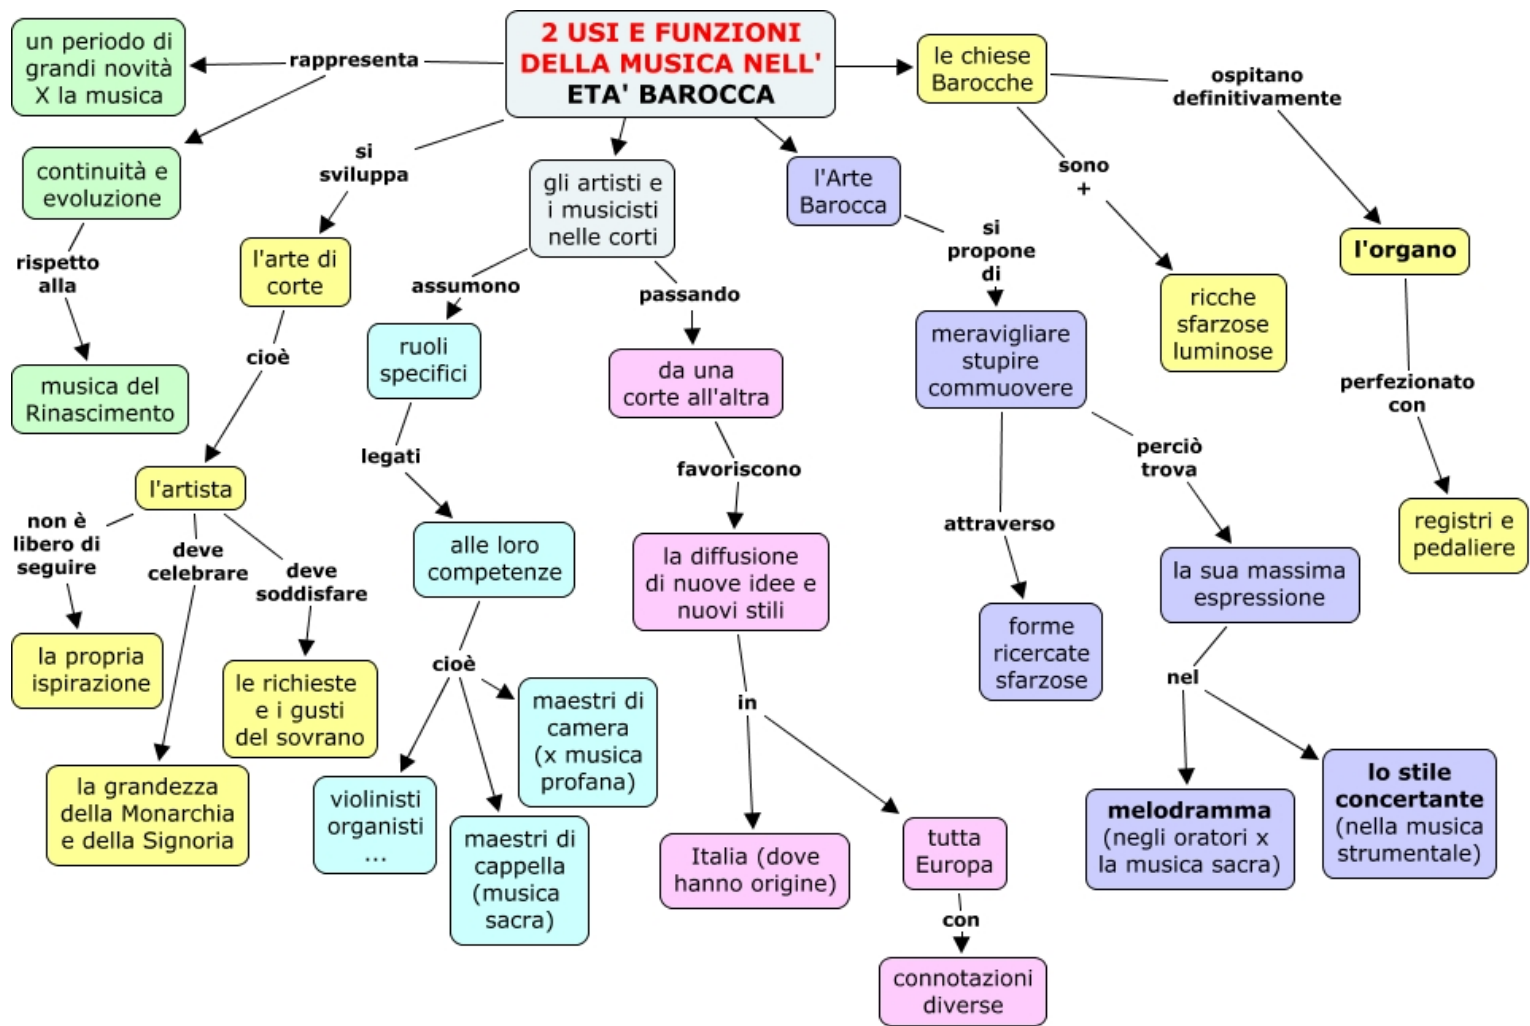 2 USI E FUNZIONI
DELLA MUSICA NELL'
ETA' BAROCCA
rappresenta
un periodo di
grandi novità
X la musica
continuità e
evoluzione
rispetto
alla
musica del
Rinascimento
si
sviluppa
l'arte di
corte
cioè
l'artista
non è
libero di
seguire
la propria
ispirazione
deve
celebrare
la grandezza
della Monarchia
e della Signoria
deve
soddisfare
le richieste
e i gusti
del sovrano
gli artisti e
i musicisti
nelle corti
assumono
ruoli
specifici
legati
alle loro
competenze
cioè
violinisti
organisti
...
maestri di
cappella
(musica
sacra)
maestri di
camera
(x musica
profana)
passando
da una
corte all'altra
favoriscono
la diffusione
di nuove idee e
nuovi stili
in
Italia (dove
hanno origine)
tutta
Europa
con
connotazioni
diverse
l'Arte
Barocca
si
propone
di
meravigliare
stupire
commuovere
attraverso
forme
ricercate
sfarzose
perciò
trova
la sua massima
espressione
nel
melodramma
(negli oratori x
la musica sacra)
lo stile
concertante
(nella musica
strumentale)
le chiese
Barocche
sono
+
ricche
sfarzose
luminose
ospitano
definitivamente
l'organo
perfezionato
con
registri e
pedaliere